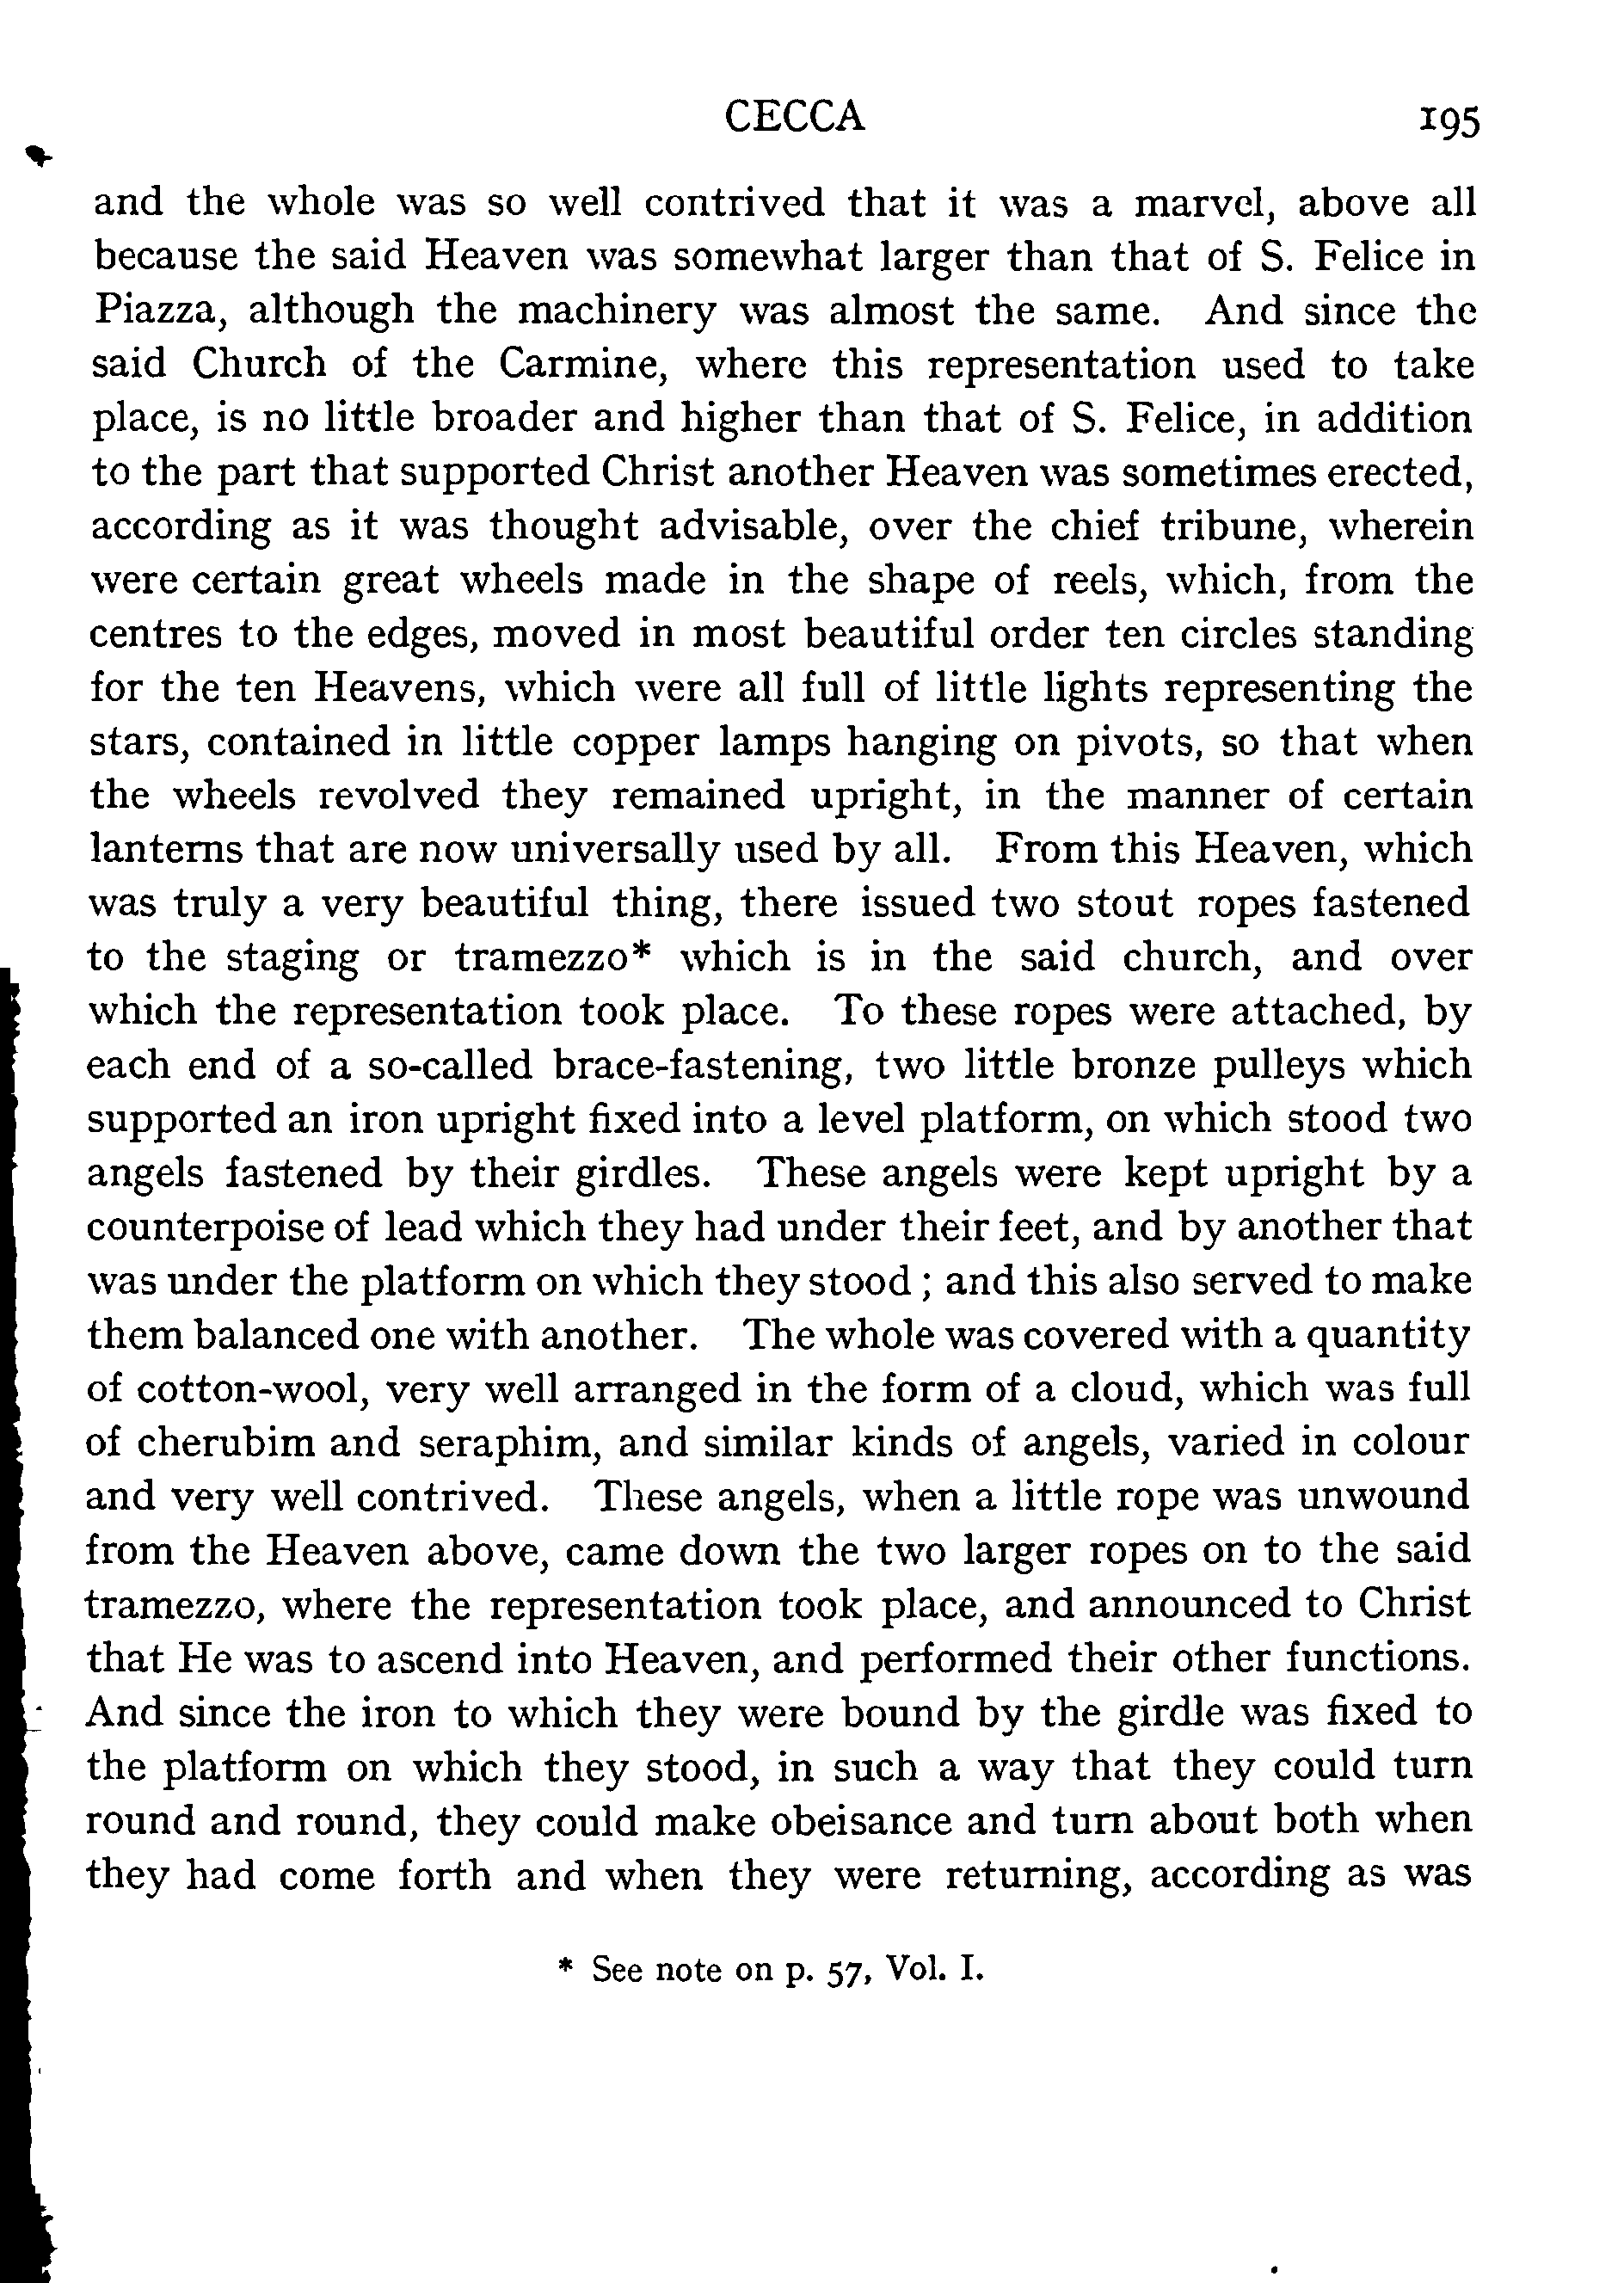 CECCA 195
and the whole was so well contrived that it was a marvel, above all
because the said Heaven was somewhat larger than that of S. Felice in
Piazza, although the machinery was almost the same. And since the
said Church of the Carmine, where this representation used to take
place, is no little broader and higher than that of S. Felice, in addition
to the part that supported Christ another Heaven was sometimes erected,
according as it was thought advisable, over the chief tribune, wherein
were certain great wheels made in the shape of reels, which, from the
centres to the edges, moved in most beautiful order ten circles standing
for the ten Heavens, which were all full of little lights representing the
stars, contained in little copper lamps hanging on pivots, so that when
the wheels revolved they remained upright, in the manner of certain
lanterns that are now universally used by all. From this Heaven, which
was truly a very beautiful thing, there issued two stout ropes fastened
to the staging or tramezzo* which is in the said church, and over
which the representation took place. To these ropes were attached, by
each end of a so-called brace-fastening, two little bronze pulleys which
supported an iron upright fixed into a level platform, on which stood two
angels fastened by their girdles. These angels were kept upright by a
counterpoise of lead which they had under their feet, and by another that
was under the platform on which they stood; and this also served to make
them balanced one with another. The whole was covered with a quantity
of cotton-wool, very well arranged in the form of a cloud, which was full
of cherubim and seraphim, and similar kinds of angels, varied in colour
and very well contrived. These angels, when a little rope was unwound
from the Heaven above, came down the two larger ropes on to the said
tramezzo, where the representation took place, and announced to Christ
that He was to ascend into Heaven, and performed their other functions.
And since the iron to which they were bound by the girdle was fixed to
the platform on which they stood, in such a way that they could turn
round and round, they could make obeisance and turn about both when
they had come forth and when they were returning, according as was
* See note on p. 57, Vol. I.